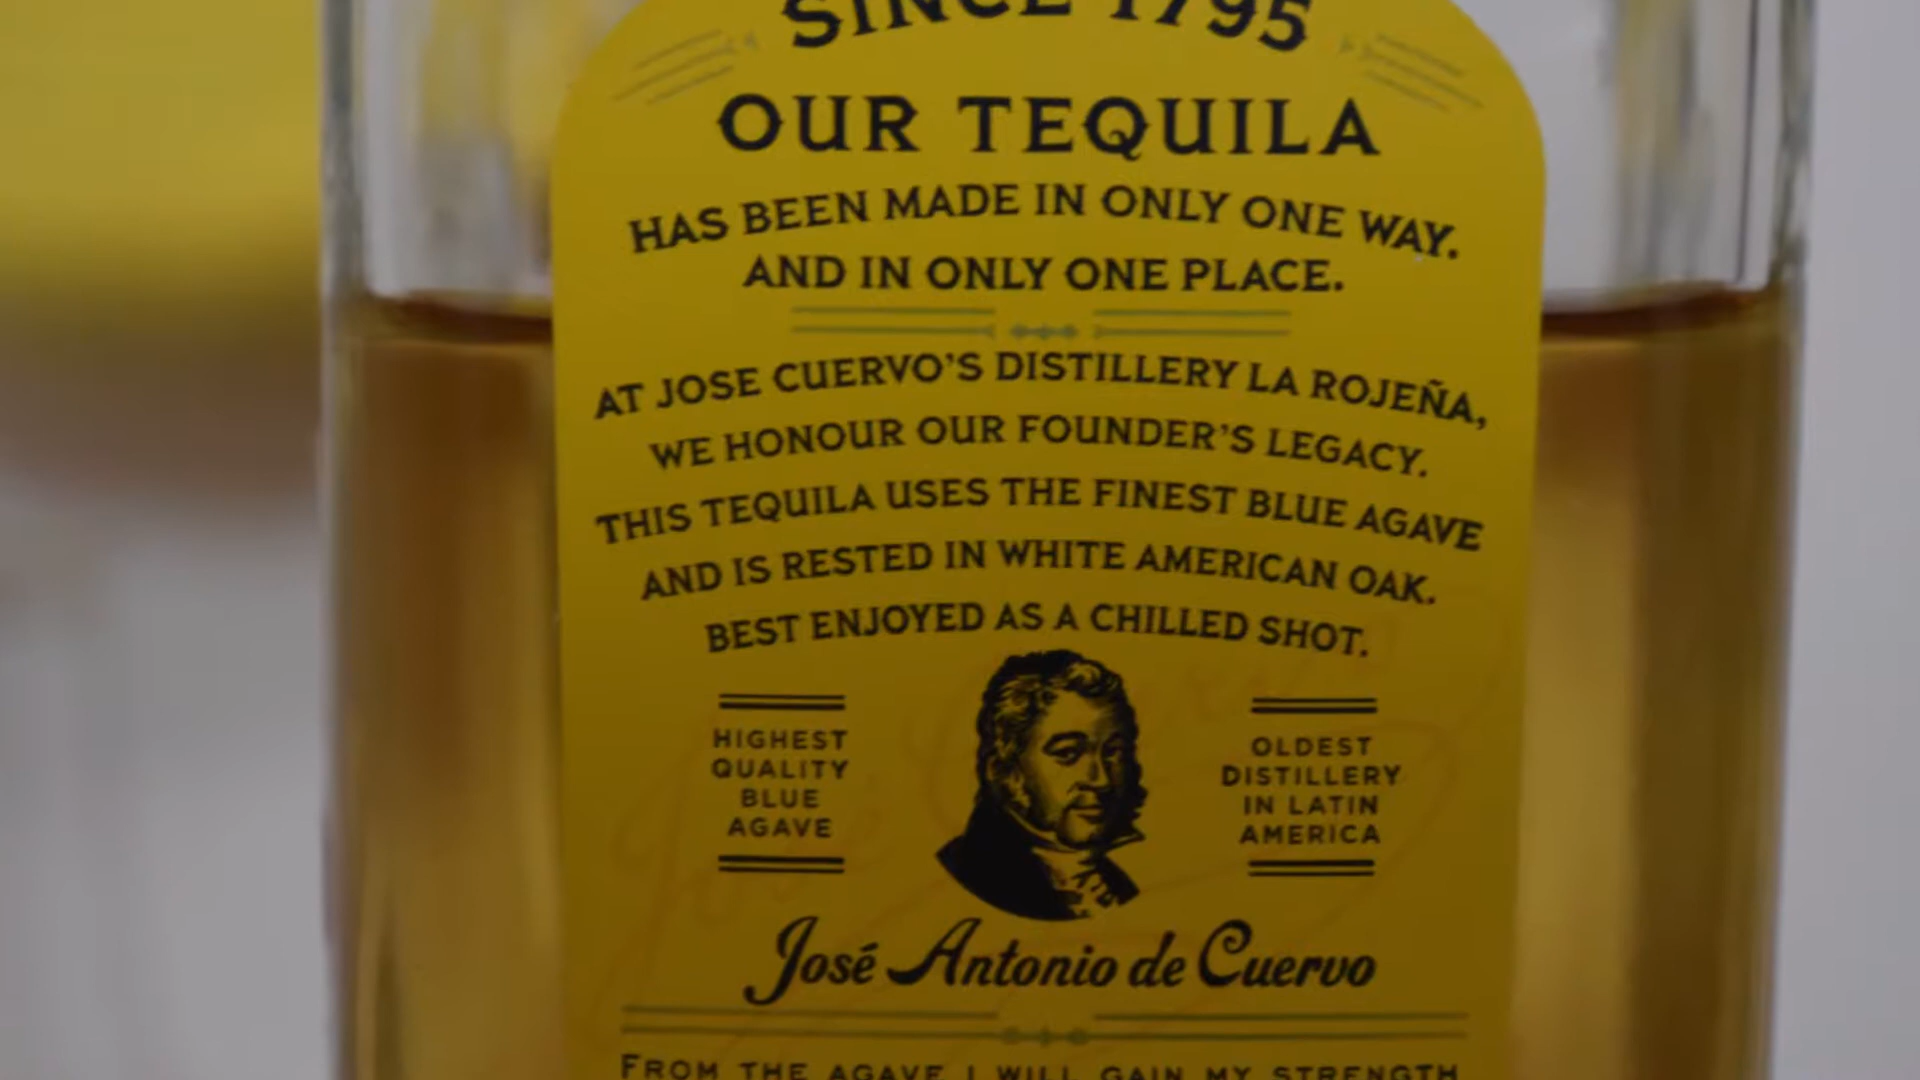 SINCE 1795
OUR TEQUILA
HAS BEEN MADE IN ONLY ONE WAY.
AND IN ONLY ONE PLACE.
AT JOSE CUERVO'S DISTILLERY LA ROJEÑA,
WE HONOUR OUR FOUNDER'S LEGACY.
THIS TEQUILA USES THE FINEST BLUE AGAVE
AND IS RESTED IN WHITE AMERICAN OAK.
BEST ENJOYED AS A CHILLED SHOT.
HIGHEST
QUALITY
BLUE
AGAVE
OLDEST
DISTILLERY
IN LATIN
AMERICA
José Antonio de Cuervo
FROM THE AGAVE I WILL GAIN MY STRENGTH